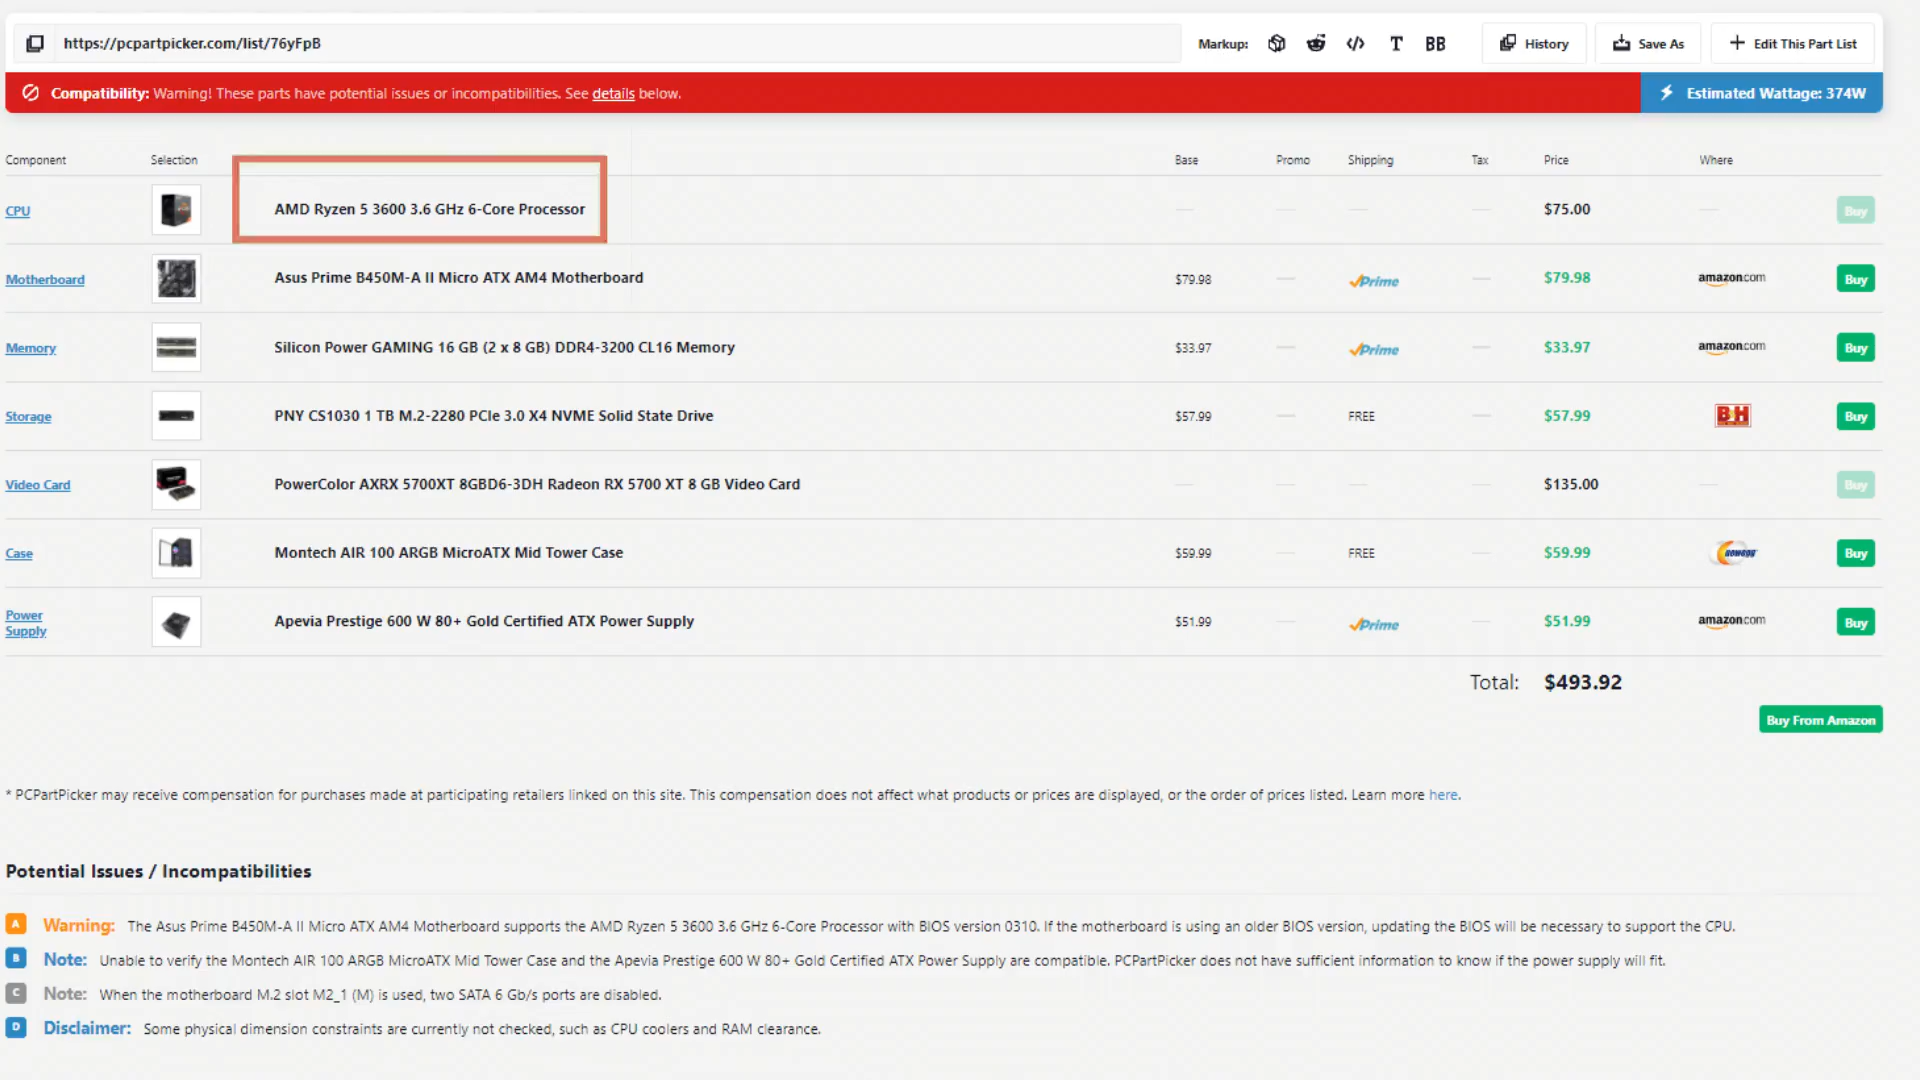 https://pcpartpicker.com/list/76yFpB
Markup:
T
BB
History
Save As
Edit This Part List
Compatibility: Warning! These parts have potential issues or incompatibilities. See details below.
Estimated Wattage: 374W
Component Selection Base Promo Shipping Tax Price Where
CPU AMD Ryzen 5 3600 3.6 GHz 6-Core Processor — — — — $75.00 — Buy
Motherboard Asus Prime B450M-A II Micro ATX AM4 Motherboard $79.98 — Prime — $79.98 amazon.com Buy
Memory Silicon Power GAMING 16 GB (2 x 8 GB) DDR4-3200 CL16 Memory $33.97 — Prime — $33.97 amazon.com Buy
Storage PNY CS1030 1 TB M.2-2280 PCIe 3.0 X4 NVME Solid State Drive $57.99 — FREE — $57.99 B&H Buy
Video Card PowerColor AXRX 5700XT 8GBD6-3DH Radeon RX 5700 XT 8 GB Video Card — — — — $135.00 — Buy
Case Montech AIR 100 ARGB MicroATX Mid Tower Case $59.99 — FREE — $59.99 newegg Buy
Power
Supply Apevia Prestige 600 W 80+ Gold Certified ATX Power Supply $51.99 — Prime — $51.99 amazon.com Buy
Total: $493.92
Buy From Amazon
* PCPartPicker may receive compensation for purchases made at participating retailers linked on this site. This compensation does not affect what products or prices are displayed, or the order of prices listed. Learn more here.
Potential Issues / Incompatibilities
A Warning: The Asus Prime B450M-A II Micro ATX AM4 Motherboard supports the AMD Ryzen 5 3600 3.6 GHz 6-Core Processor with BIOS version 0310. If the motherboard is using an older BIOS version, updating the BIOS will be necessary to support the CPU.
B Note: Unable to verify the Montech AIR 100 ARGB MicroATX Mid Tower Case and the Apevia Prestige 600 W 80+ Gold Certified ATX Power Supply are compatible. PCPartPicker does not have sufficient information to know if the power supply will fit.
C Note: When the motherboard M.2 slot M2_1 (M) is used, two SATA 6 Gb/s ports are disabled.
D Disclaimer: Some physical dimension constraints are currently not checked, such as CPU coolers and RAM clearance.